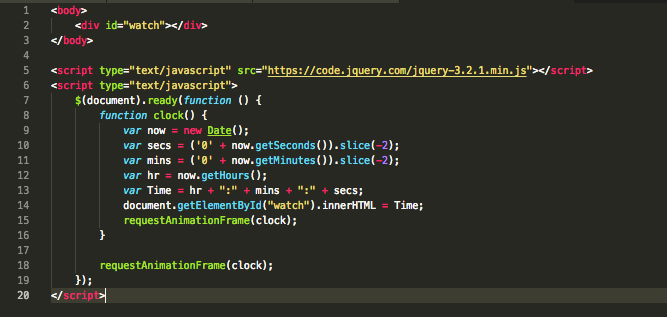 1 <body>
2     <div id="watch"></div>
3 </body>
4
5 <script type="text/javascript" src="https://code.jquery.com/jquery-3.2.1.min.js"></script>
6 <script type="text/javascript">
7     $(document).ready(function () {
8         function clock() {
9             var now = new Date();
10             var secs = ('0' + now.getSeconds()).slice(-2);
11             var mins = ('0' + now.getMinutes()).slice(-2);
12             var hr = now.getHours();
13             var Time = hr + ":" + mins + ":" + secs;
14             document.getElementById("watch").innerHTML = Time;
15             requestAnimationFrame(clock);
16         }
17
18         requestAnimationFrame(clock);
19     });
20 </script>